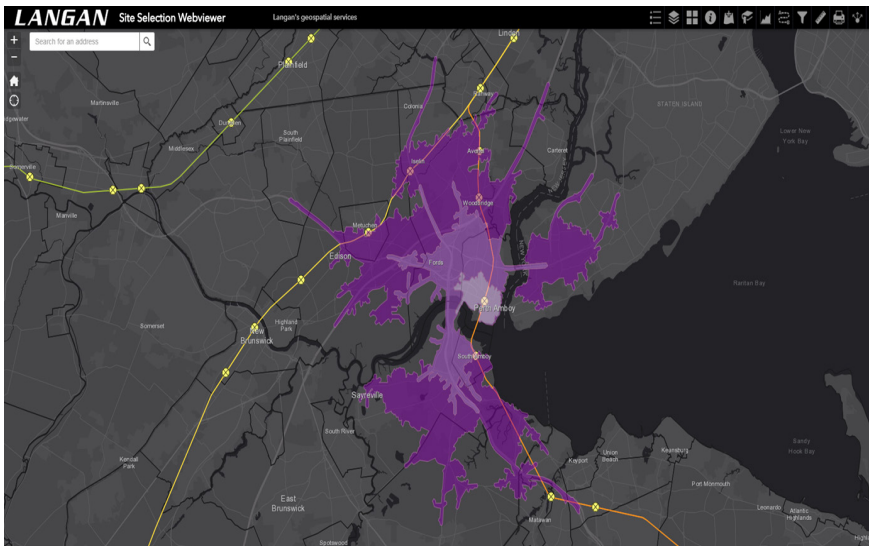 LANGAN Site Selection Webviewer Langan's geospatial services
Search for an address
Linden
Plainfield
Rahway
Martinsville
Colonia
STATEN ISLAND
Dunellen
South
Plainfield
Lower New
York Bay
Middlesex
Avenel
Carteret
Iselin
Somerville
Woodbridge
Manville
Metuchen
Edison
Fords
Raritan Bay
Perth Amboy
Somerset
Highland
Park
New
Brunswick
South Amboy
Sayreville
South River
Sandy
Hook Bay
Kendall
Park
Keyport
Union
Beach
Keansburg
Port Monmouth
East
Brunswick
Leonardo
Atlantic
Highlands
Matawan
Spotswood